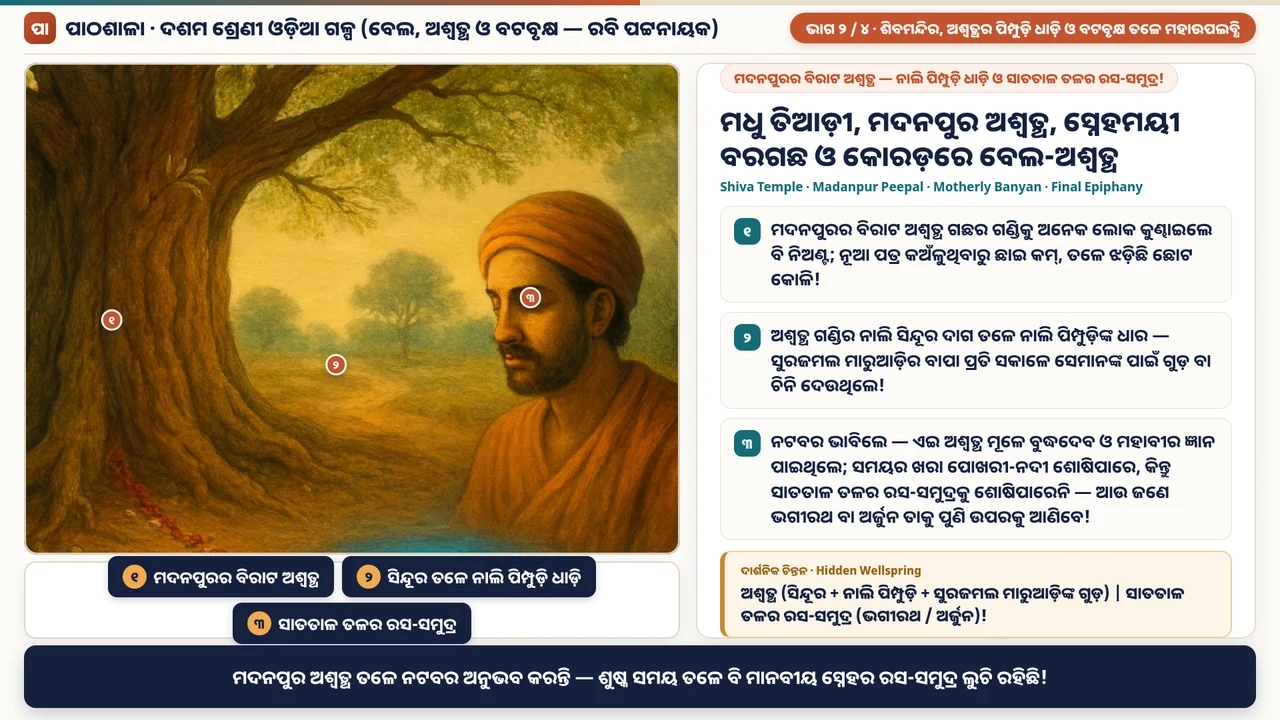 ପା ପାଠଶାଳା · ଦଶମ ଶ୍ରେଣୀ ଓଡ଼ିଆ ଗଳ୍ପ (ବେଲ, ଅଶ୍ୱତ୍ଥ ଓ ବଟବୃକ୍ଷ — ରବି ପଟ୍ଟନାୟକ)
ଭାଗ ୨ / ୪ · ଶିବମନ୍ଦିର, ଅଶ୍ୱତ୍ଥର ପିମ୍ପୁଡ଼ି ଧାଡ଼ି ଓ ବଟବୃକ୍ଷ ତଳେ ମହାଉପଲବ୍ଧି
୧
୨
୩
୧ ମଦନପୁରର ବିରାଟ ଅଶ୍ୱତ୍ଥ
୨ ସିନ୍ଦୂର ତଳେ ନାଲି ପିମ୍ପୁଡ଼ି ଧାଡ଼ି
୩ ସାତତାଳ ତଳର ରସ-ସମୁଦ୍ର
ମଦନପୁରର ବିରାଟ ଅଶ୍ୱତ୍ଥ — ନାଲି ପିମ୍ପୁଡ଼ି ଧାଡ଼ି ଓ ସାତତାଳ ତଳର ରସ-ସମୁଦ୍ର!
ମଧୁ ତିଆଡ଼ୀ, ମଦନପୁର ଅଶ୍ୱତ୍ଥ, ସ୍ନେହମୟୀ
ବରଗଛ ଓ କୋରଡ଼ରେ ବେଲ-ଅଶ୍ୱତ୍ଥ
Shiva Temple · Madanpur Peepal · Motherly Banyan · Final Epiphany
୧ ମଦନପୁରର ବିରାଟ ଅଶ୍ୱତ୍ଥ ଗଛର ଗଣ୍ଡିକୁ ଅନେକ ଲୋକ କୁଣ୍ଢାଇଲେ
ବି ନିଅଣ୍ଟ; ନୂଆ ପତ୍ର କଅଁଳୁଥିବାରୁ ଛାଇ କମ୍, ତଳେ ଝଡ଼ିଛି ଛୋଟ
କୋଳି!
୨ ଅଶ୍ୱତ୍ଥ ଗଣ୍ଡିର ନାଲି ସିନ୍ଦୂର ଦାଗ ତଳେ ନାଲି ପିମ୍ପୁଡ଼ିଙ୍କ ଧାର —
ସୁରଜମଲ ମାରୁଆଡ଼ିର ବାପା ପ୍ରତି ସକାଳେ ସେମାନଙ୍କ ପାଇଁ ଗୁଡ଼ ବା
ଚିନି ଦେଉଥିଲେ!
୩ ନଟବର ଭାବିଲେ — ଏଇ ଅଶ୍ୱତ୍ଥ ମୂଳେ ବୁଦ୍ଧଦେବ ଓ ମହାବୀର ଜ୍ଞାନ
ପାଇଥିଲେ; ସମୟର ଖରା ପୋଖରୀ-ନଦୀ ଶୋଷିପାରେ, କିନ୍ତୁ
ସାତତାଳ ତଳର ରସ-ସମୁଦ୍ରକୁ ଶୋଷିପାରେନି — ଆଉ ଜଣେ
ଭଗୀରଥ ବା ଅର୍ଜୁନ ତାକୁ ପୁଣି ଉପରକୁ ଆଣିବେ!
ଦାର୍ଶନିକ ଚିନ୍ତନ · Hidden Wellspring
ଅଶ୍ୱତ୍ଥ (ସିନ୍ଦୂର + ନାଲି ପିମ୍ପୁଡ଼ି + ସୁରଜମଲ ମାରୁଆଡ଼ିଙ୍କ ଗୁଡ଼) | ସାତତାଳ
ତଳର ରସ-ସମୁଦ୍ର (ଭଗୀରଥ / ଅର୍ଜୁନ)!
ମଦନପୁର ଅଶ୍ୱତ୍ଥ ତଳେ ନଟବର ଅନୁଭବ କରନ୍ତି — ଶୁଷ୍କ ସମୟ ତଳେ ବି ମାନବୀୟ ସ୍ନେହର ରସ-ସମୁଦ୍ର ଲୁଚି ରହିଛି!